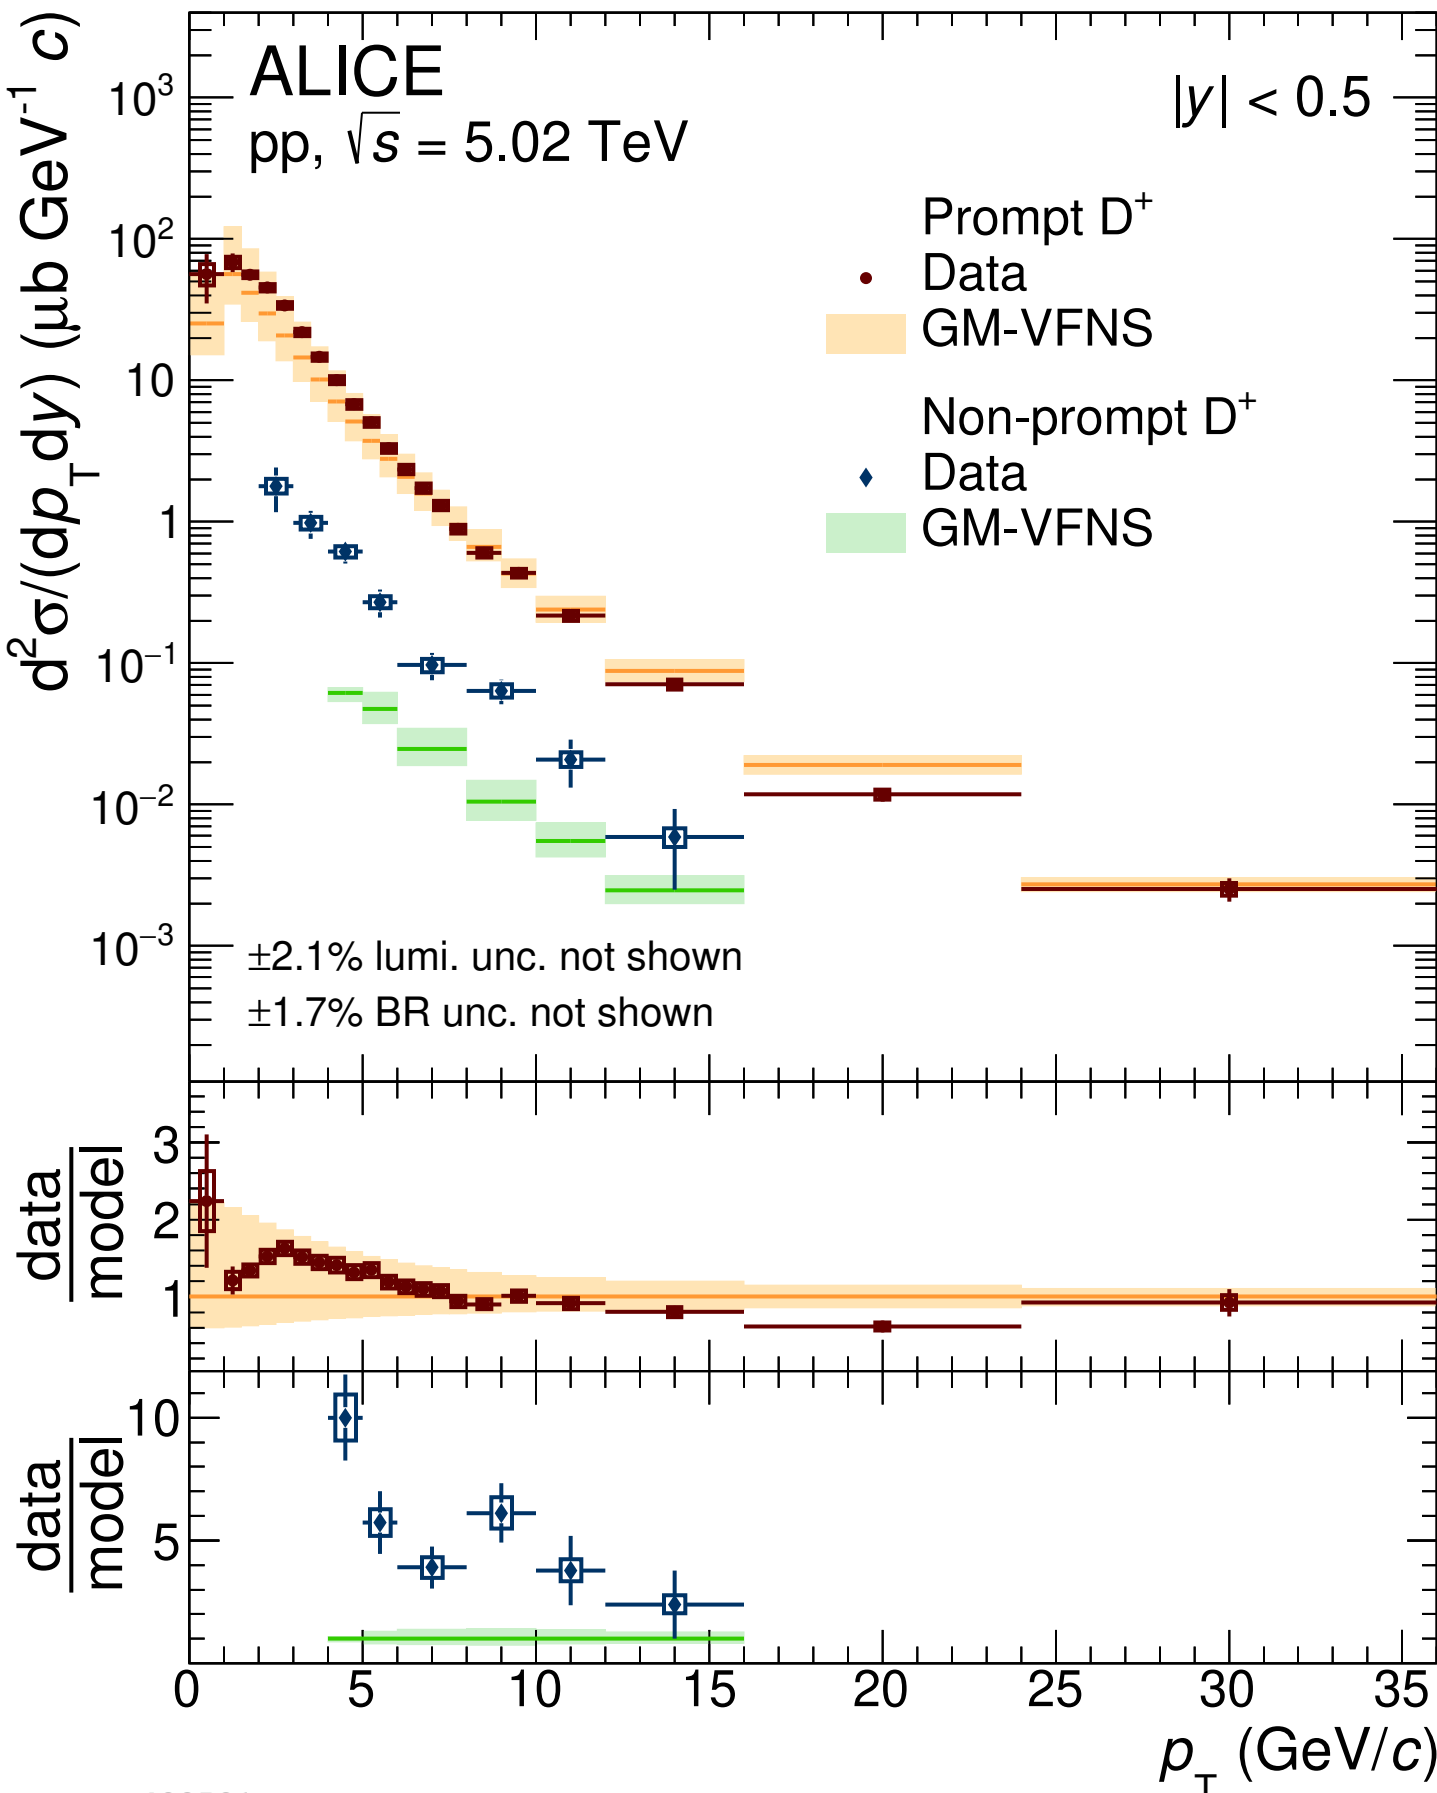 ALICE
pp, √s = 5.02 TeV
|y| < 0.5
d²σ/(dp_T dy) (μb GeV⁻¹ c)
10³
10²
10
1
10⁻¹
10⁻²
10⁻³
Prompt D⁺
Data
GM-VFNS
Non-prompt D⁺
Data
GM-VFNS
±2.1% lumi. unc. not shown
±1.7% BR unc. not shown
data
model
3
2
1
data
model
10
5
0 5 10 15 20 25 30 35
p_T (GeV/c)